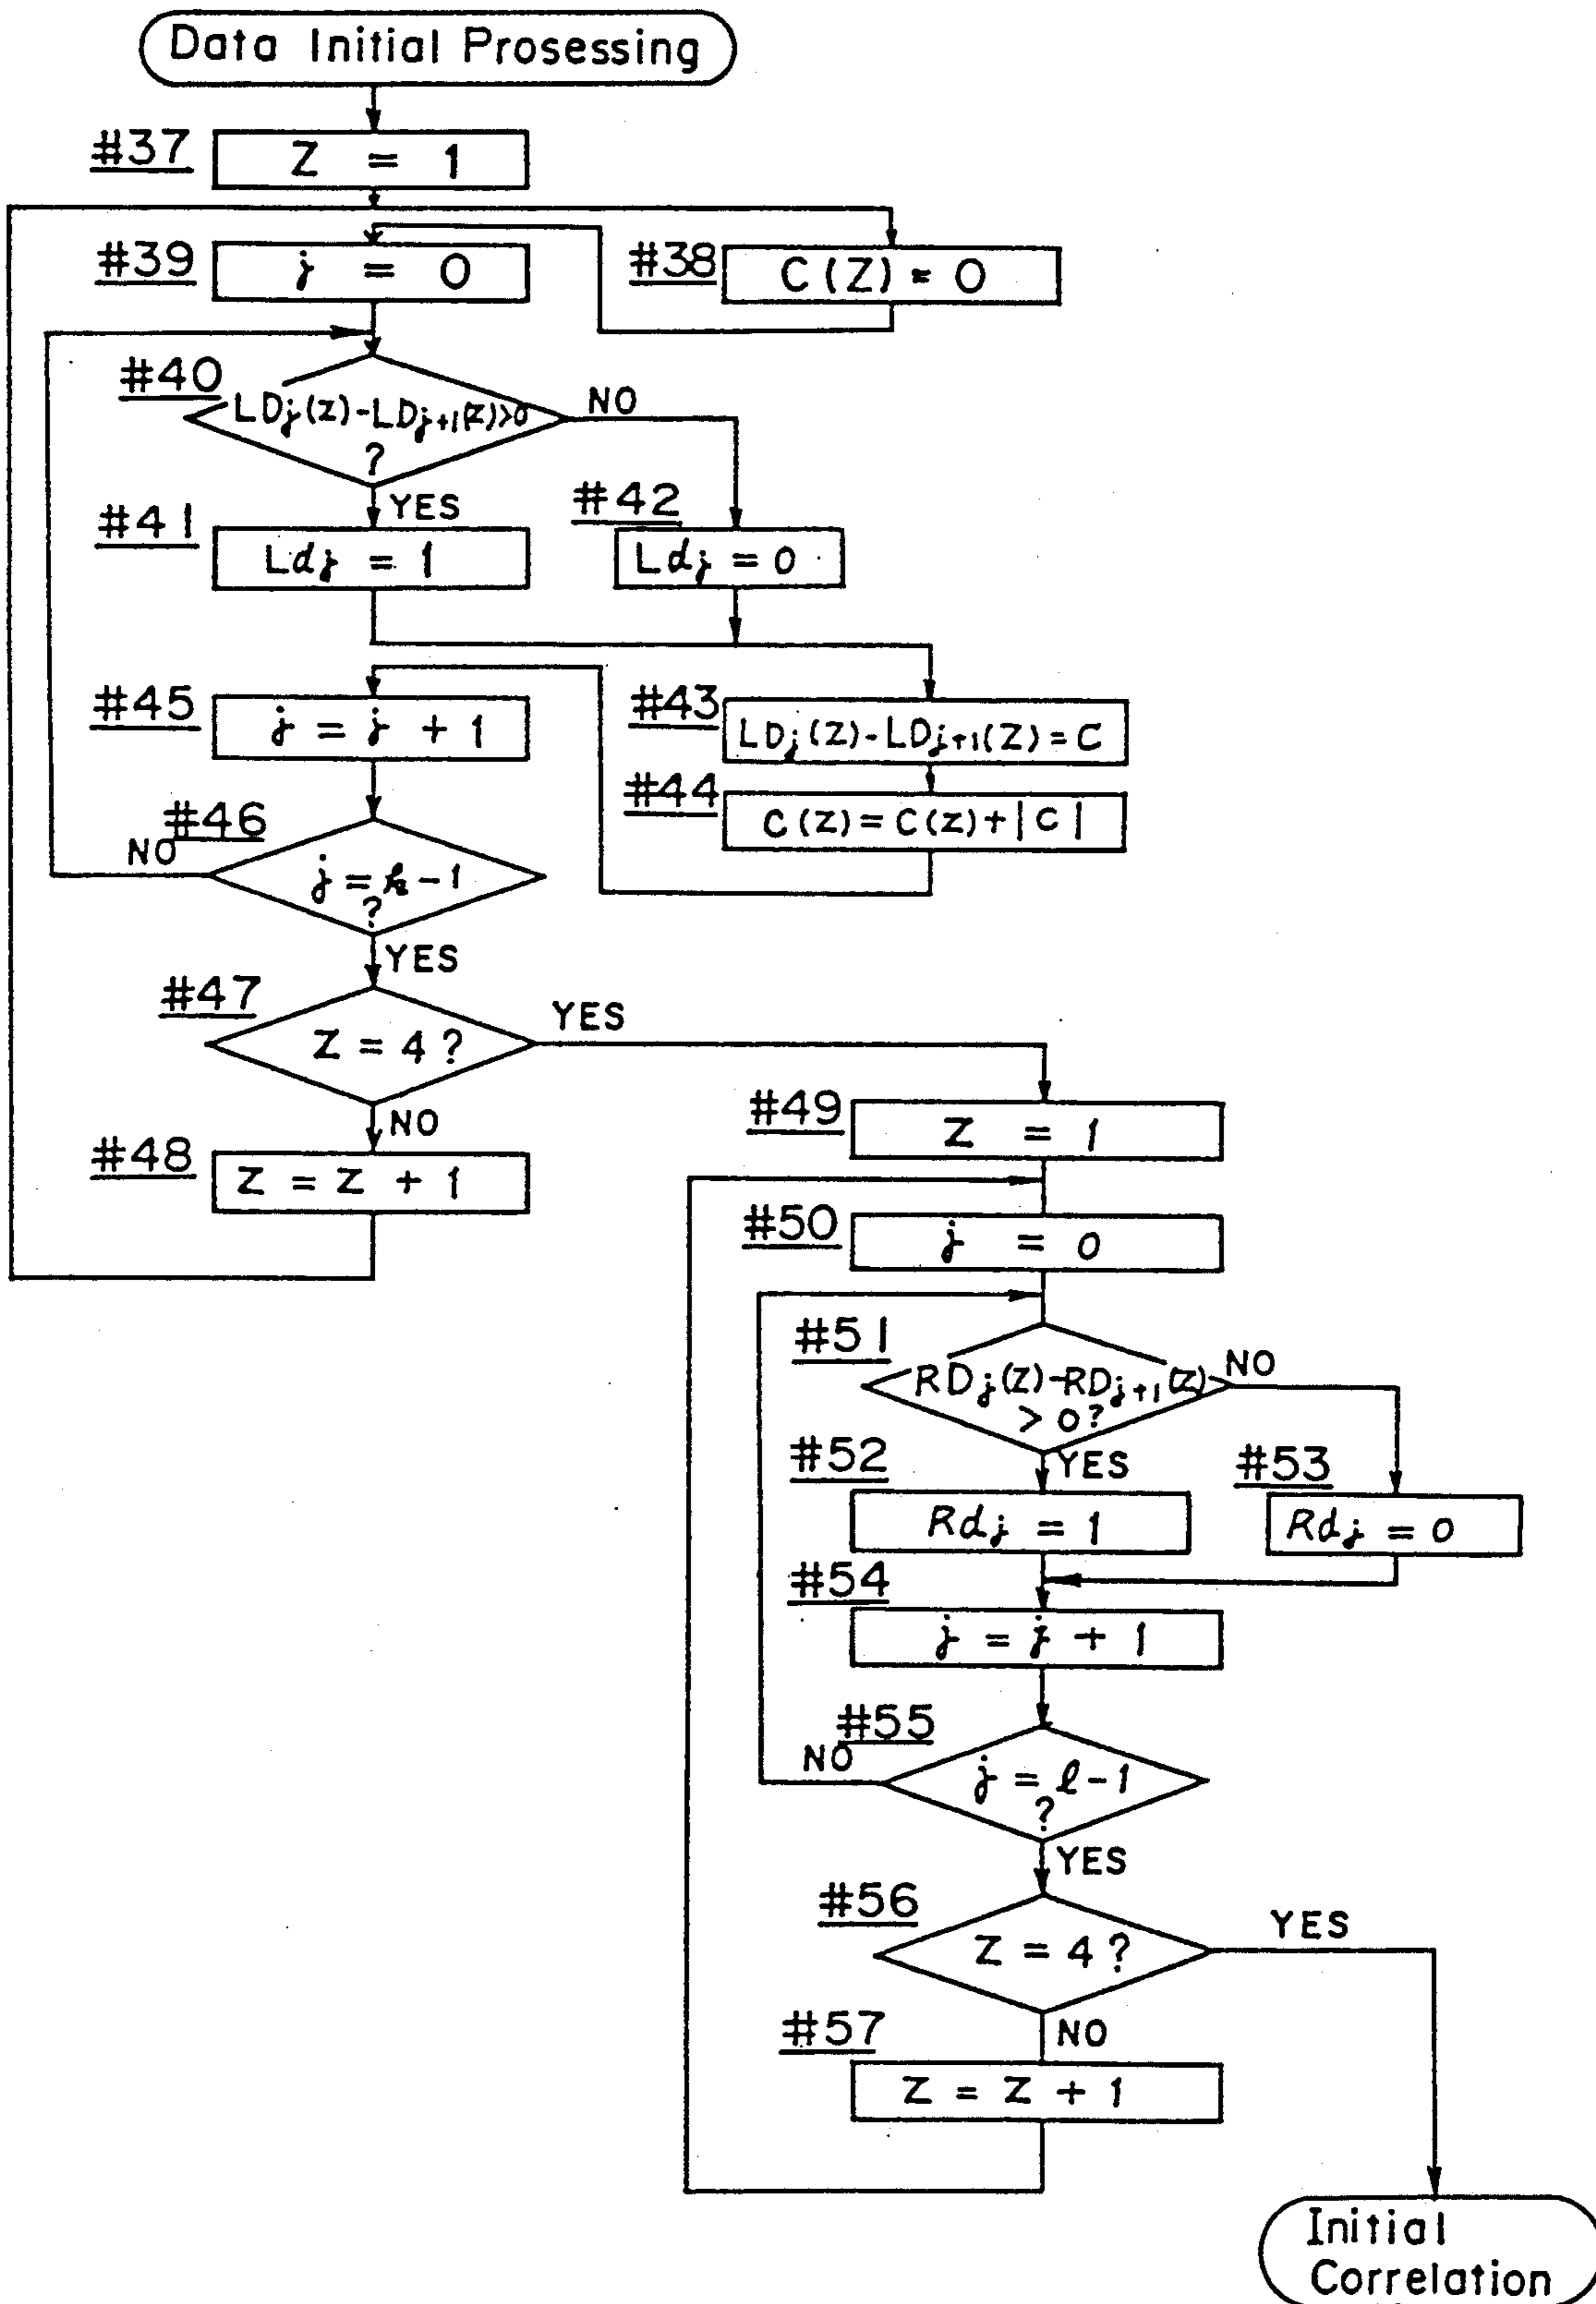 Data Initial Prosessing
#37
Z = 1
#39
j = 0
#38
C(Z) = 0
#40
LDj(Z)-LDj+1(Z)>0
?
NO
YES
#41
Ldj = 1
#42
Ldj = 0
#45
j = j + 1
#43
LDj(Z)-LDj+1(Z)=C
#44
C(Z)=C(Z)+|C|
#46
NO
j = k-1
?
YES
#47
Z = 4 ?
YES
NO
#48
Z = Z + 1
#49
Z = 1
#50
j = 0
#51
RDj(Z)-RDj+1(Z)
> 0?
NO
YES
#52
Rdj = 1
#53
Rdj = 0
#54
j = j + 1
#55
NO
j = ℓ-1
?
YES
#56
Z = 4 ?
YES
NO
#57
Z = Z + 1
Initial
Correlation